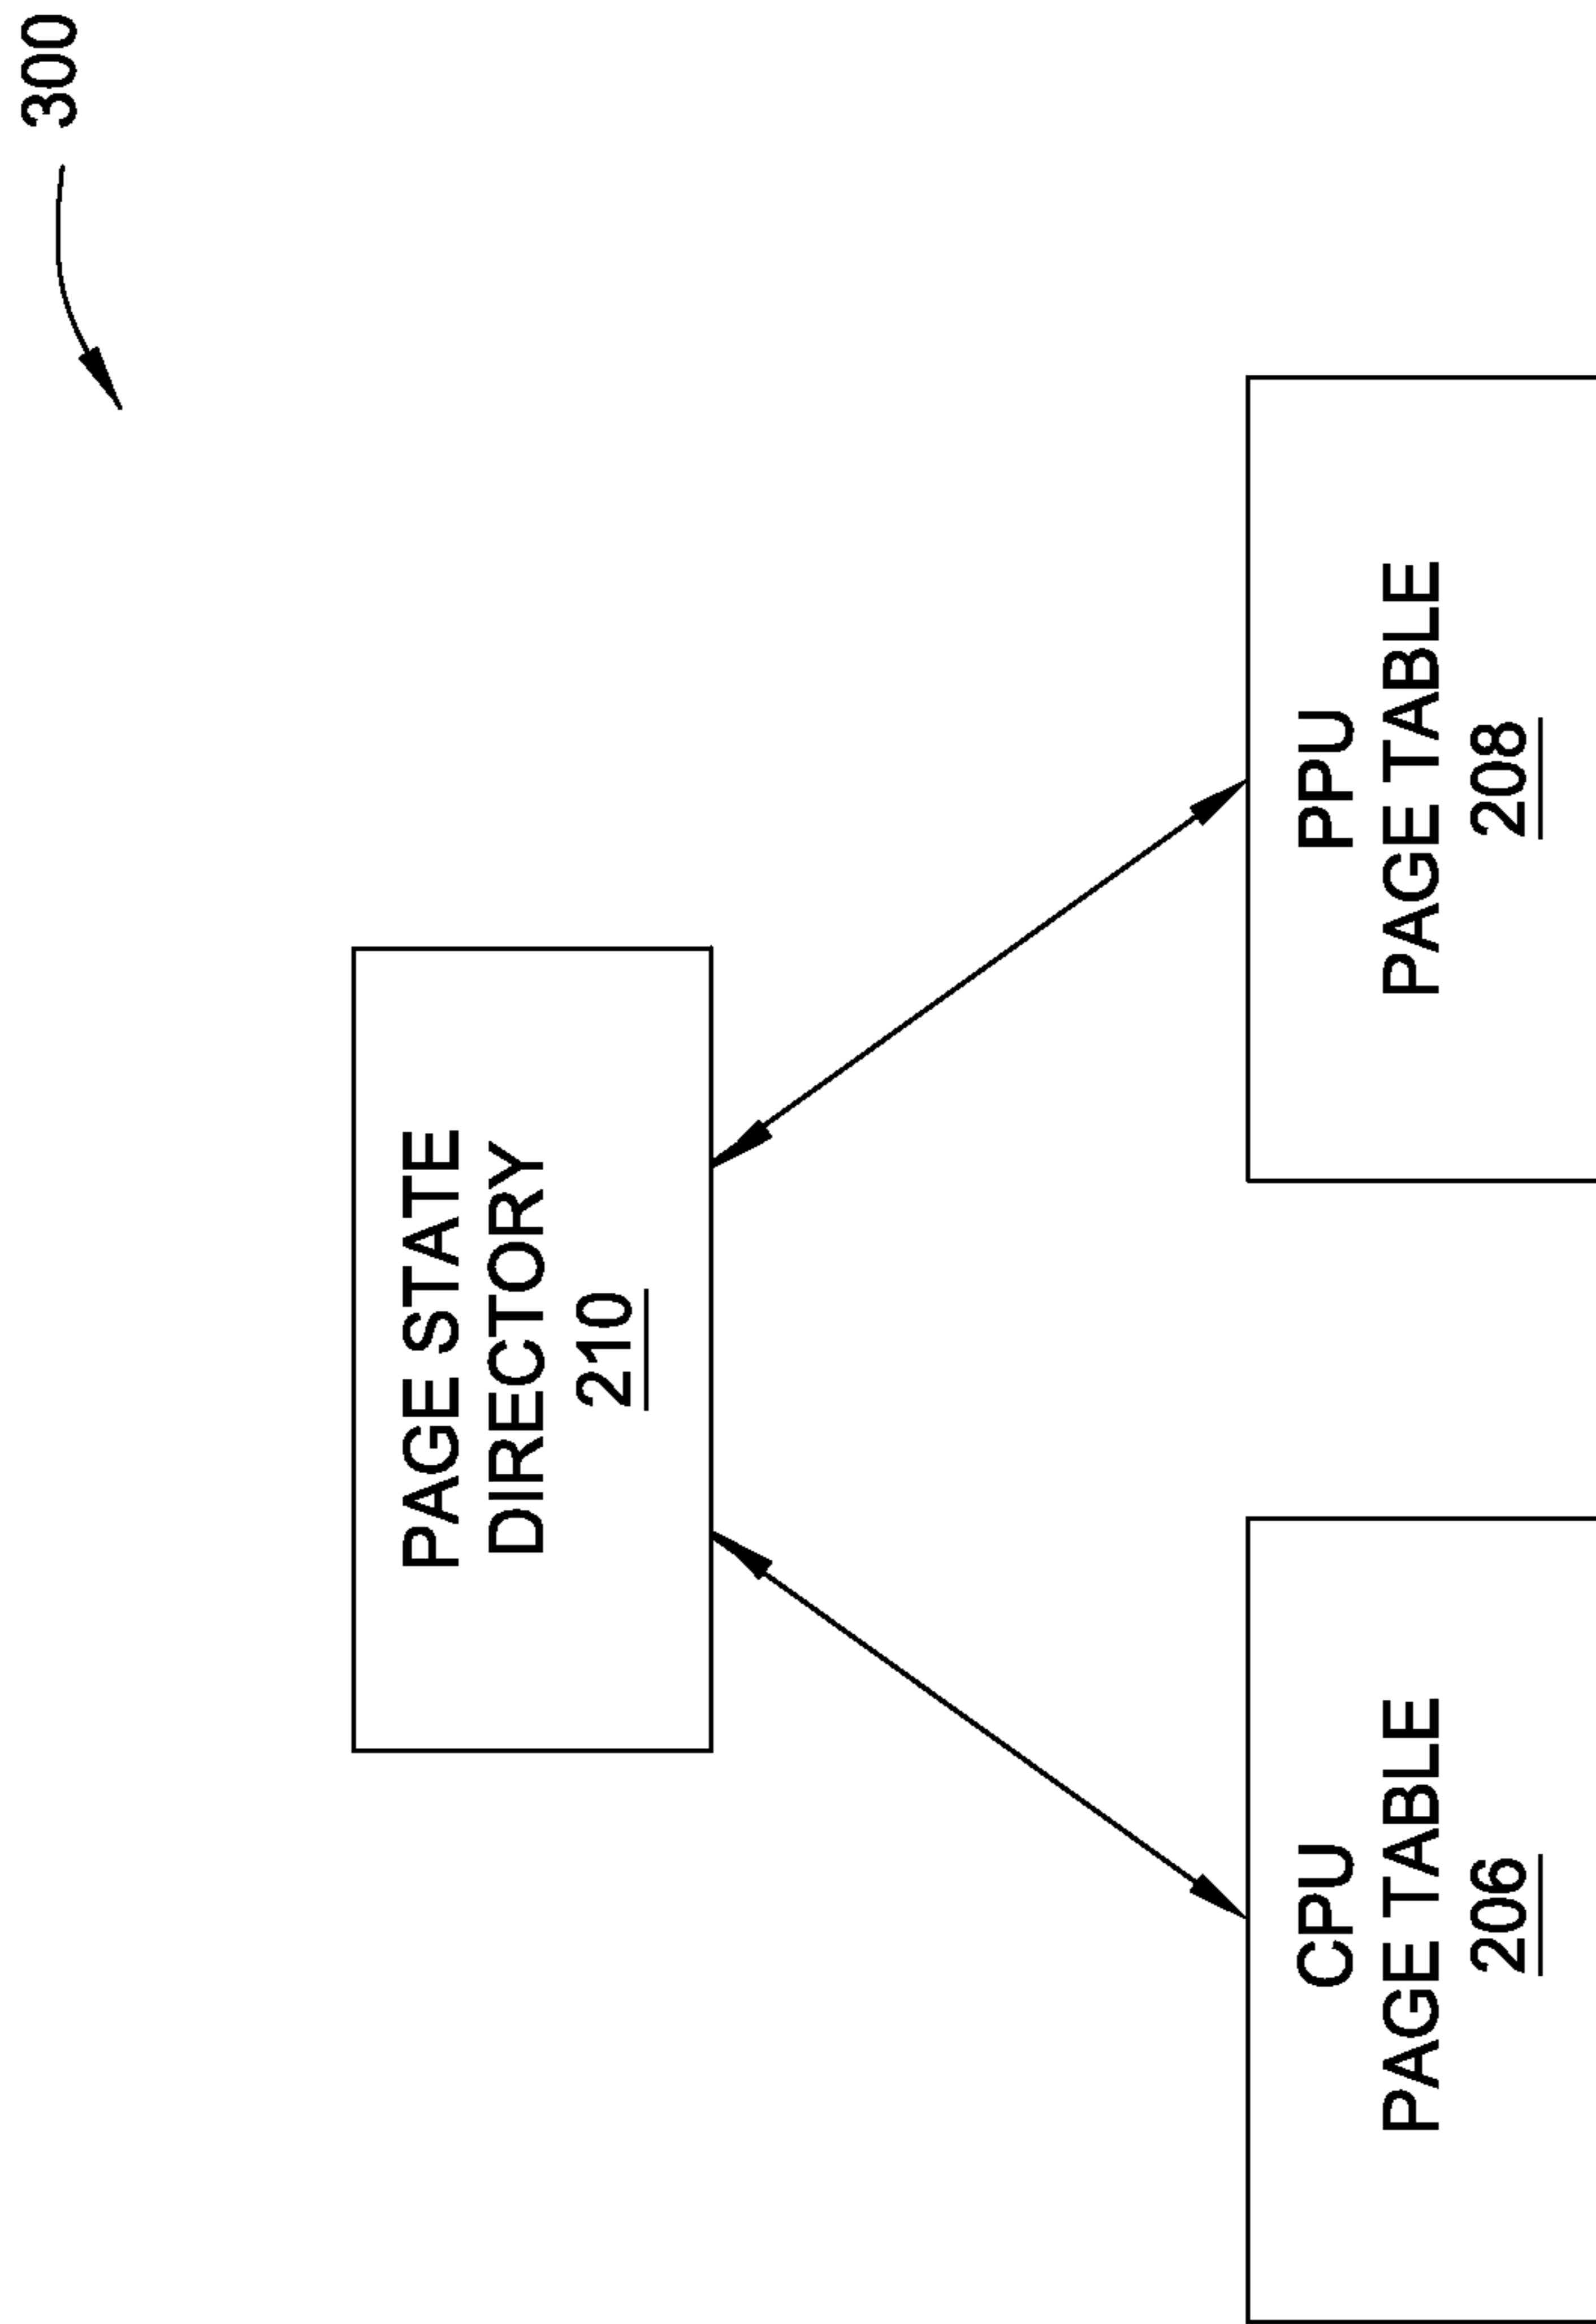 300
PAGE STATE
DIRECTORY
210
CPU
PAGE TABLE
206
PPU
PAGE TABLE
208